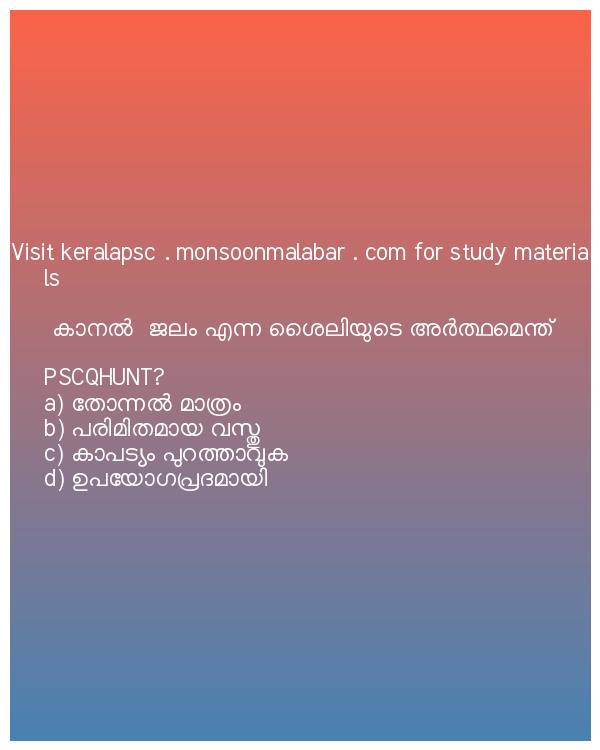 Visit keralapsc . monsoonmalabar . com for study materia
ls
കാനൽ ജലം എന്ന ശൈലിയുടെ അർത്ഥമെന്ത്
PSCQHUNT?
a) തോന്നൽ മാത്രം
b) പരിമിതമായ വസ്തു
c) കാപട്യം പുറത്താവുക
d) ഉപയോഗപ്രദമായി